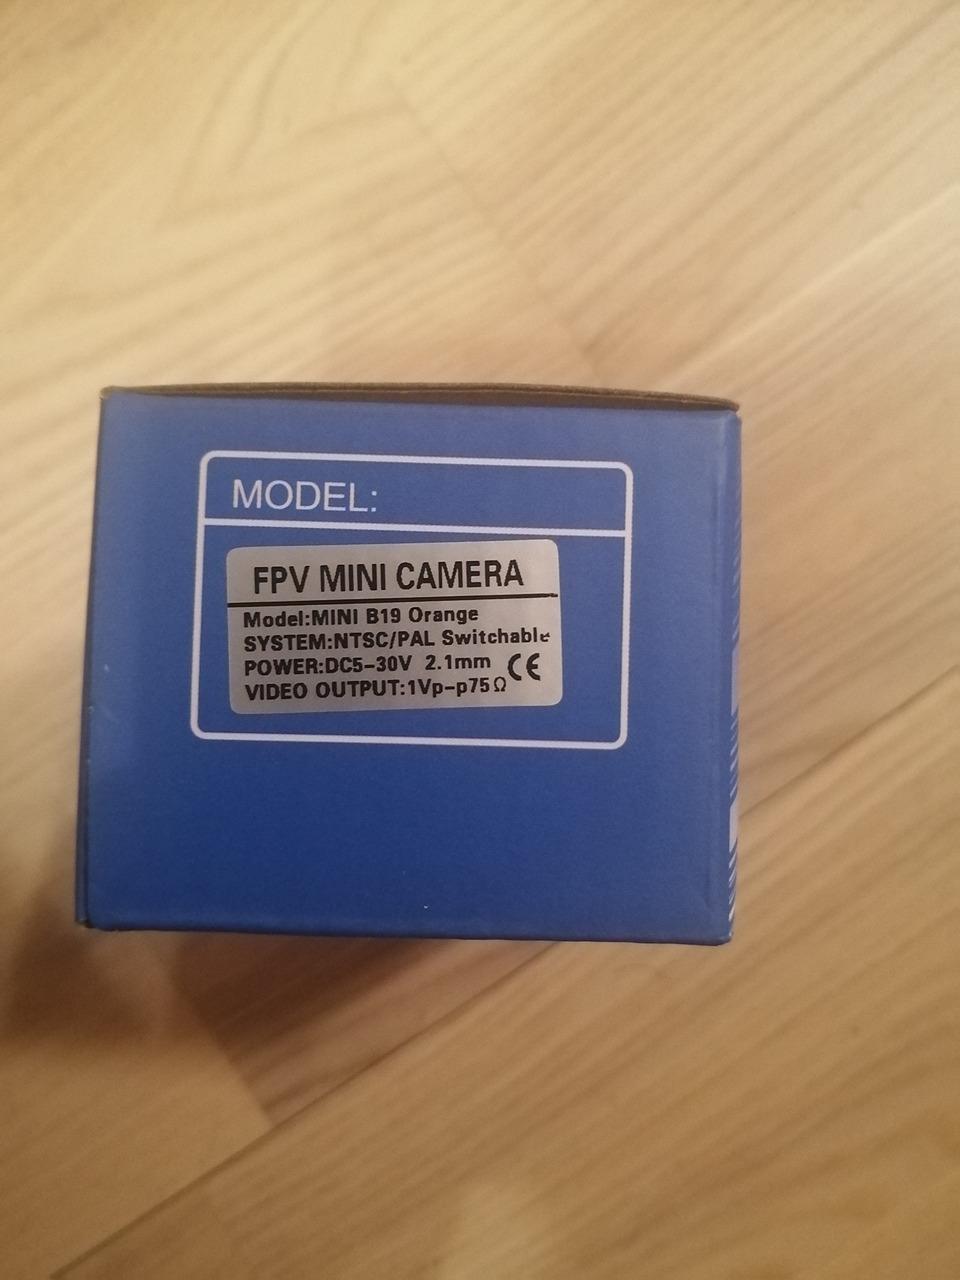 MODEL:
FPV MINI CAMERA
Model:MINI B19 Orange
SYSTEM:NTSC/PAL Switchable
POWER:DC5-30V 2.1mm CE
VIDEO OUTPUT:1Vp-p75Ω